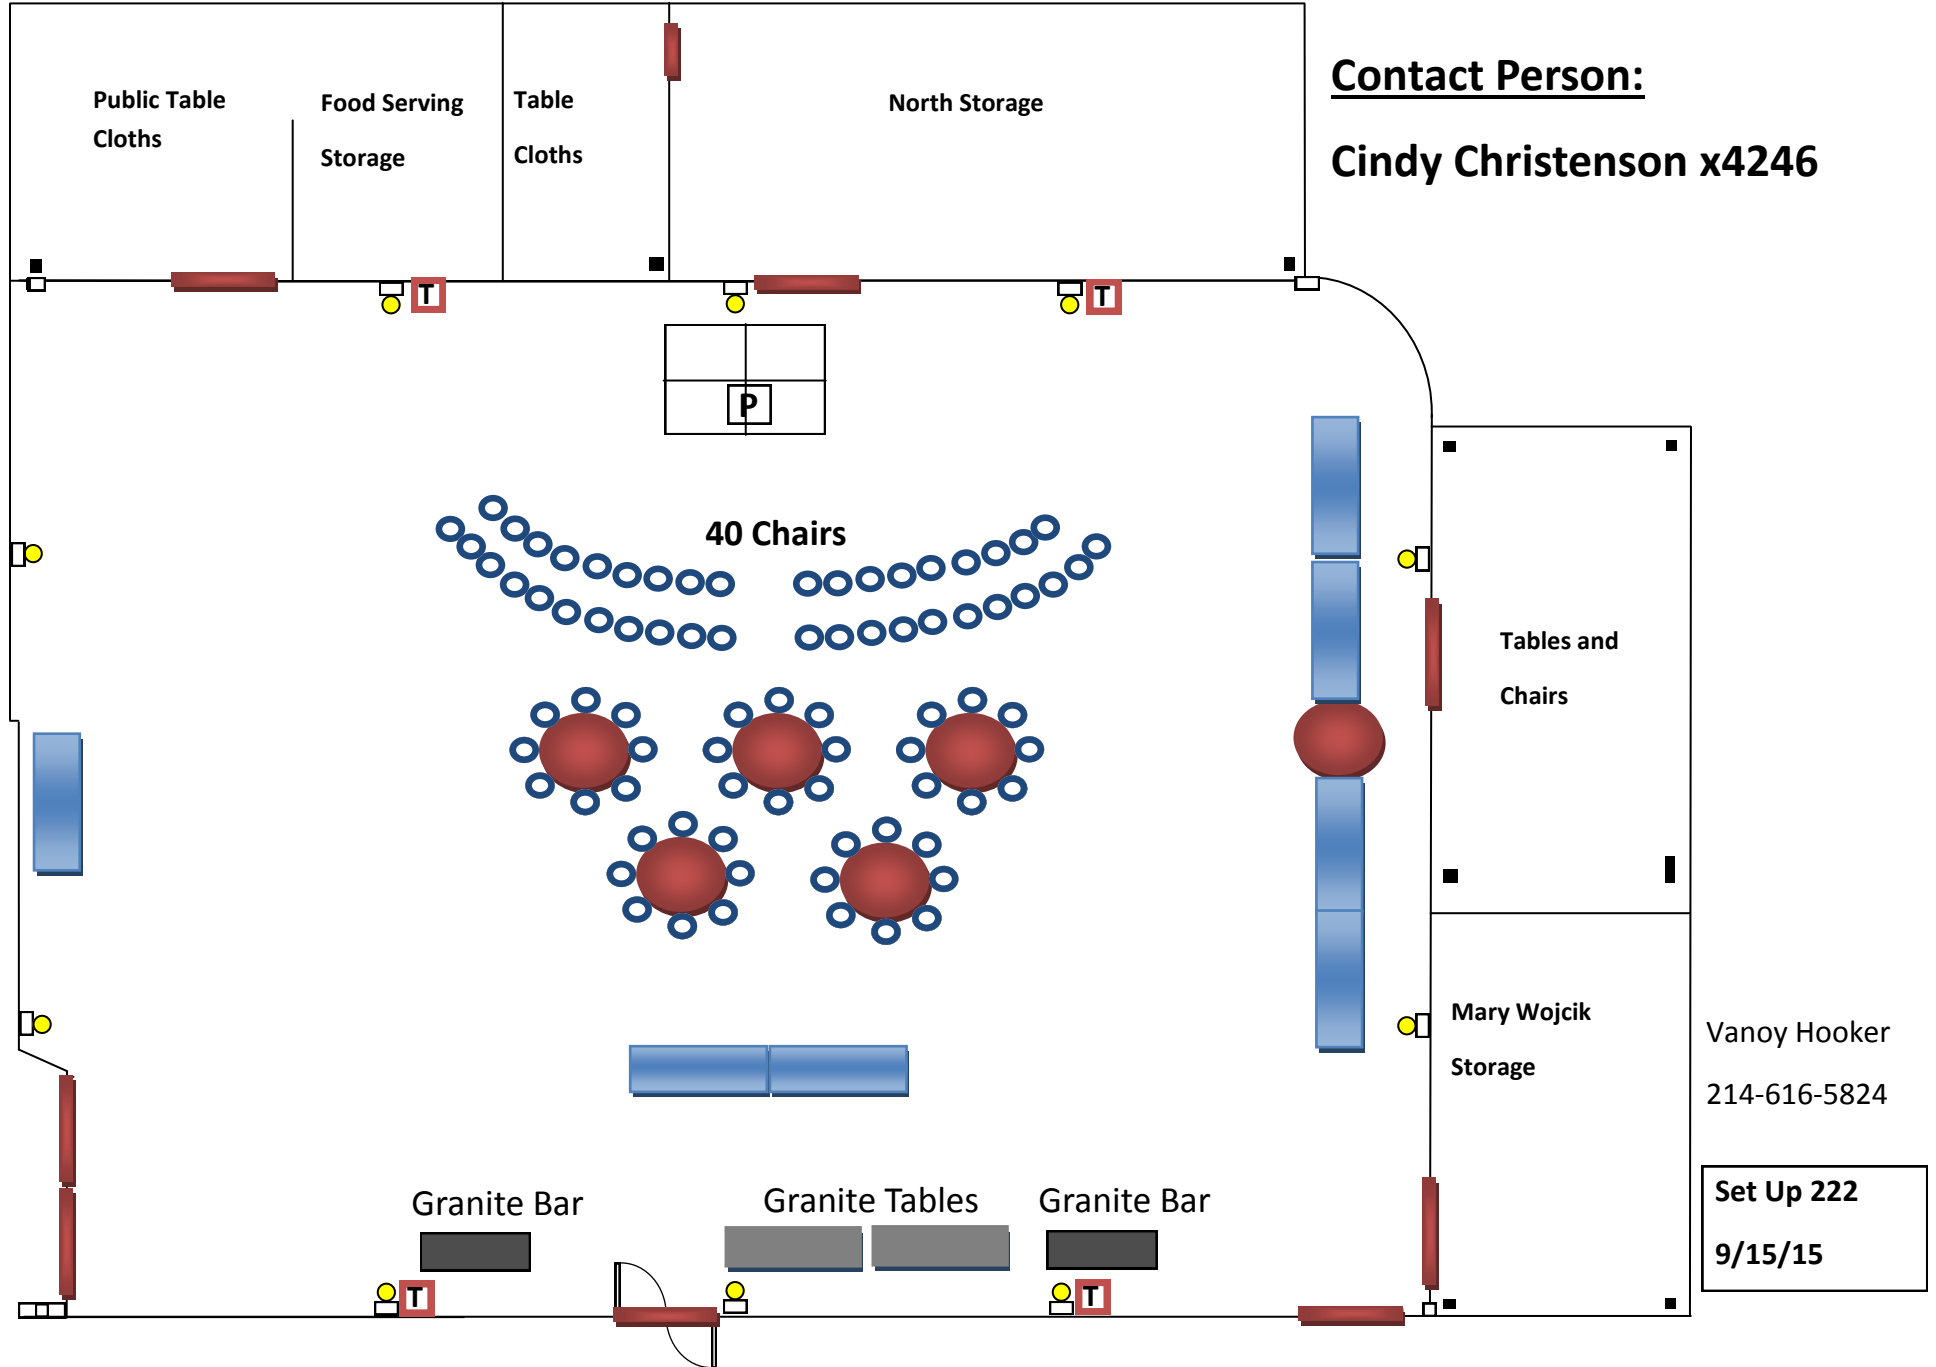 Public Table
Cloths
Food Serving
Storage
Table
Cloths
North Storage
Contact Person:
Cindy Christenson x4246
T
T
P
40 Chairs
Tables and
Chairs
Mary Wojcik
Storage
Vanoy Hooker
214-616-5824
Granite Bar
Granite Tables
Granite Bar
Set Up 222
9/15/15
T
T